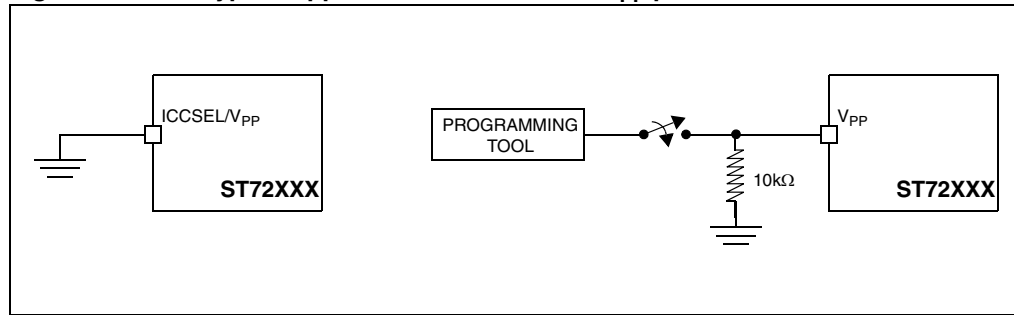 ICCSEL/VPP
ST72XXX
PROGRAMMING
TOOL
VPP
10kΩ
ST72XXX